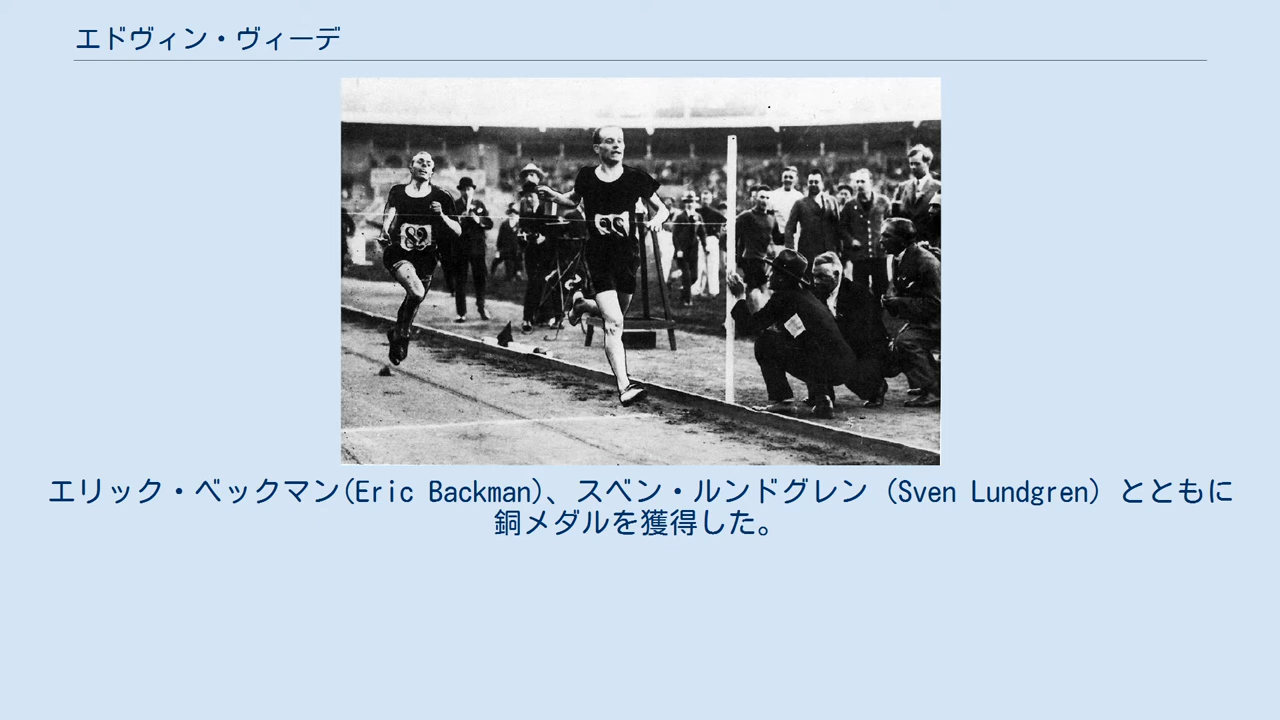 エドヴィン・ヴィーデ
エリック・ベックマン(Eric Backman)、スベン・ルンドグレン (Sven Lundgren) とともに
銅メダルを獲得した。